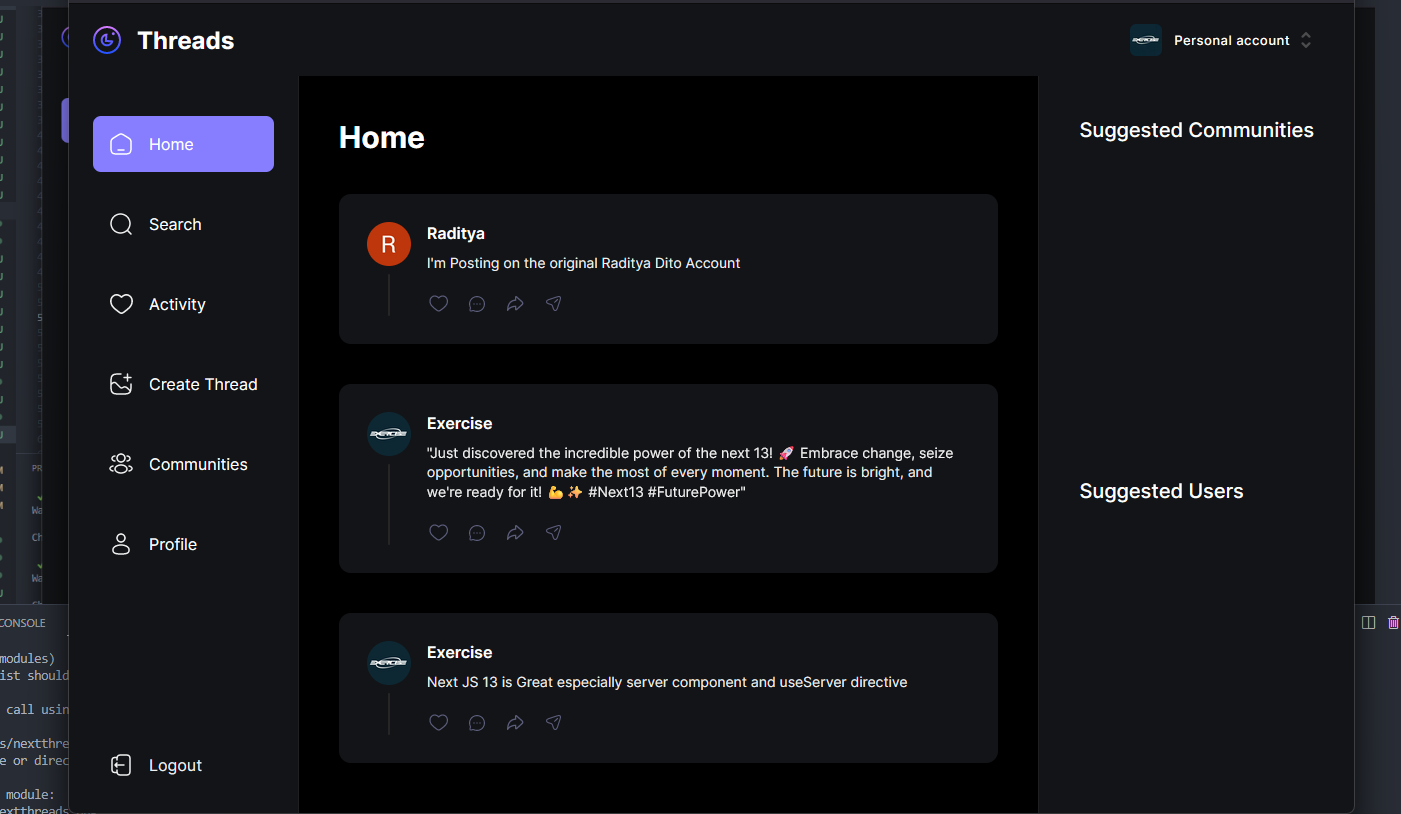 Threads
Personal account
Home
Search
Activity
Create Thread
Communities
Profile
Logout
Home
R
Raditya
I'm Posting on the original Raditya Dito Account
EXERCISE
Exercise
"Just discovered the incredible power of the next 13! 🚀 Embrace change, seize
opportunities, and make the most of every moment. The future is bright, and
we're ready for it! 💪✨ #Next13 #FuturePower"
EXERCISE
Exercise
Next JS 13 is Great especially server component and useServer directive
Suggested Communities
Suggested Users
CONSOLE
modules)
ist should
call usin
s/nextthre
e or direc
module:
extthreads